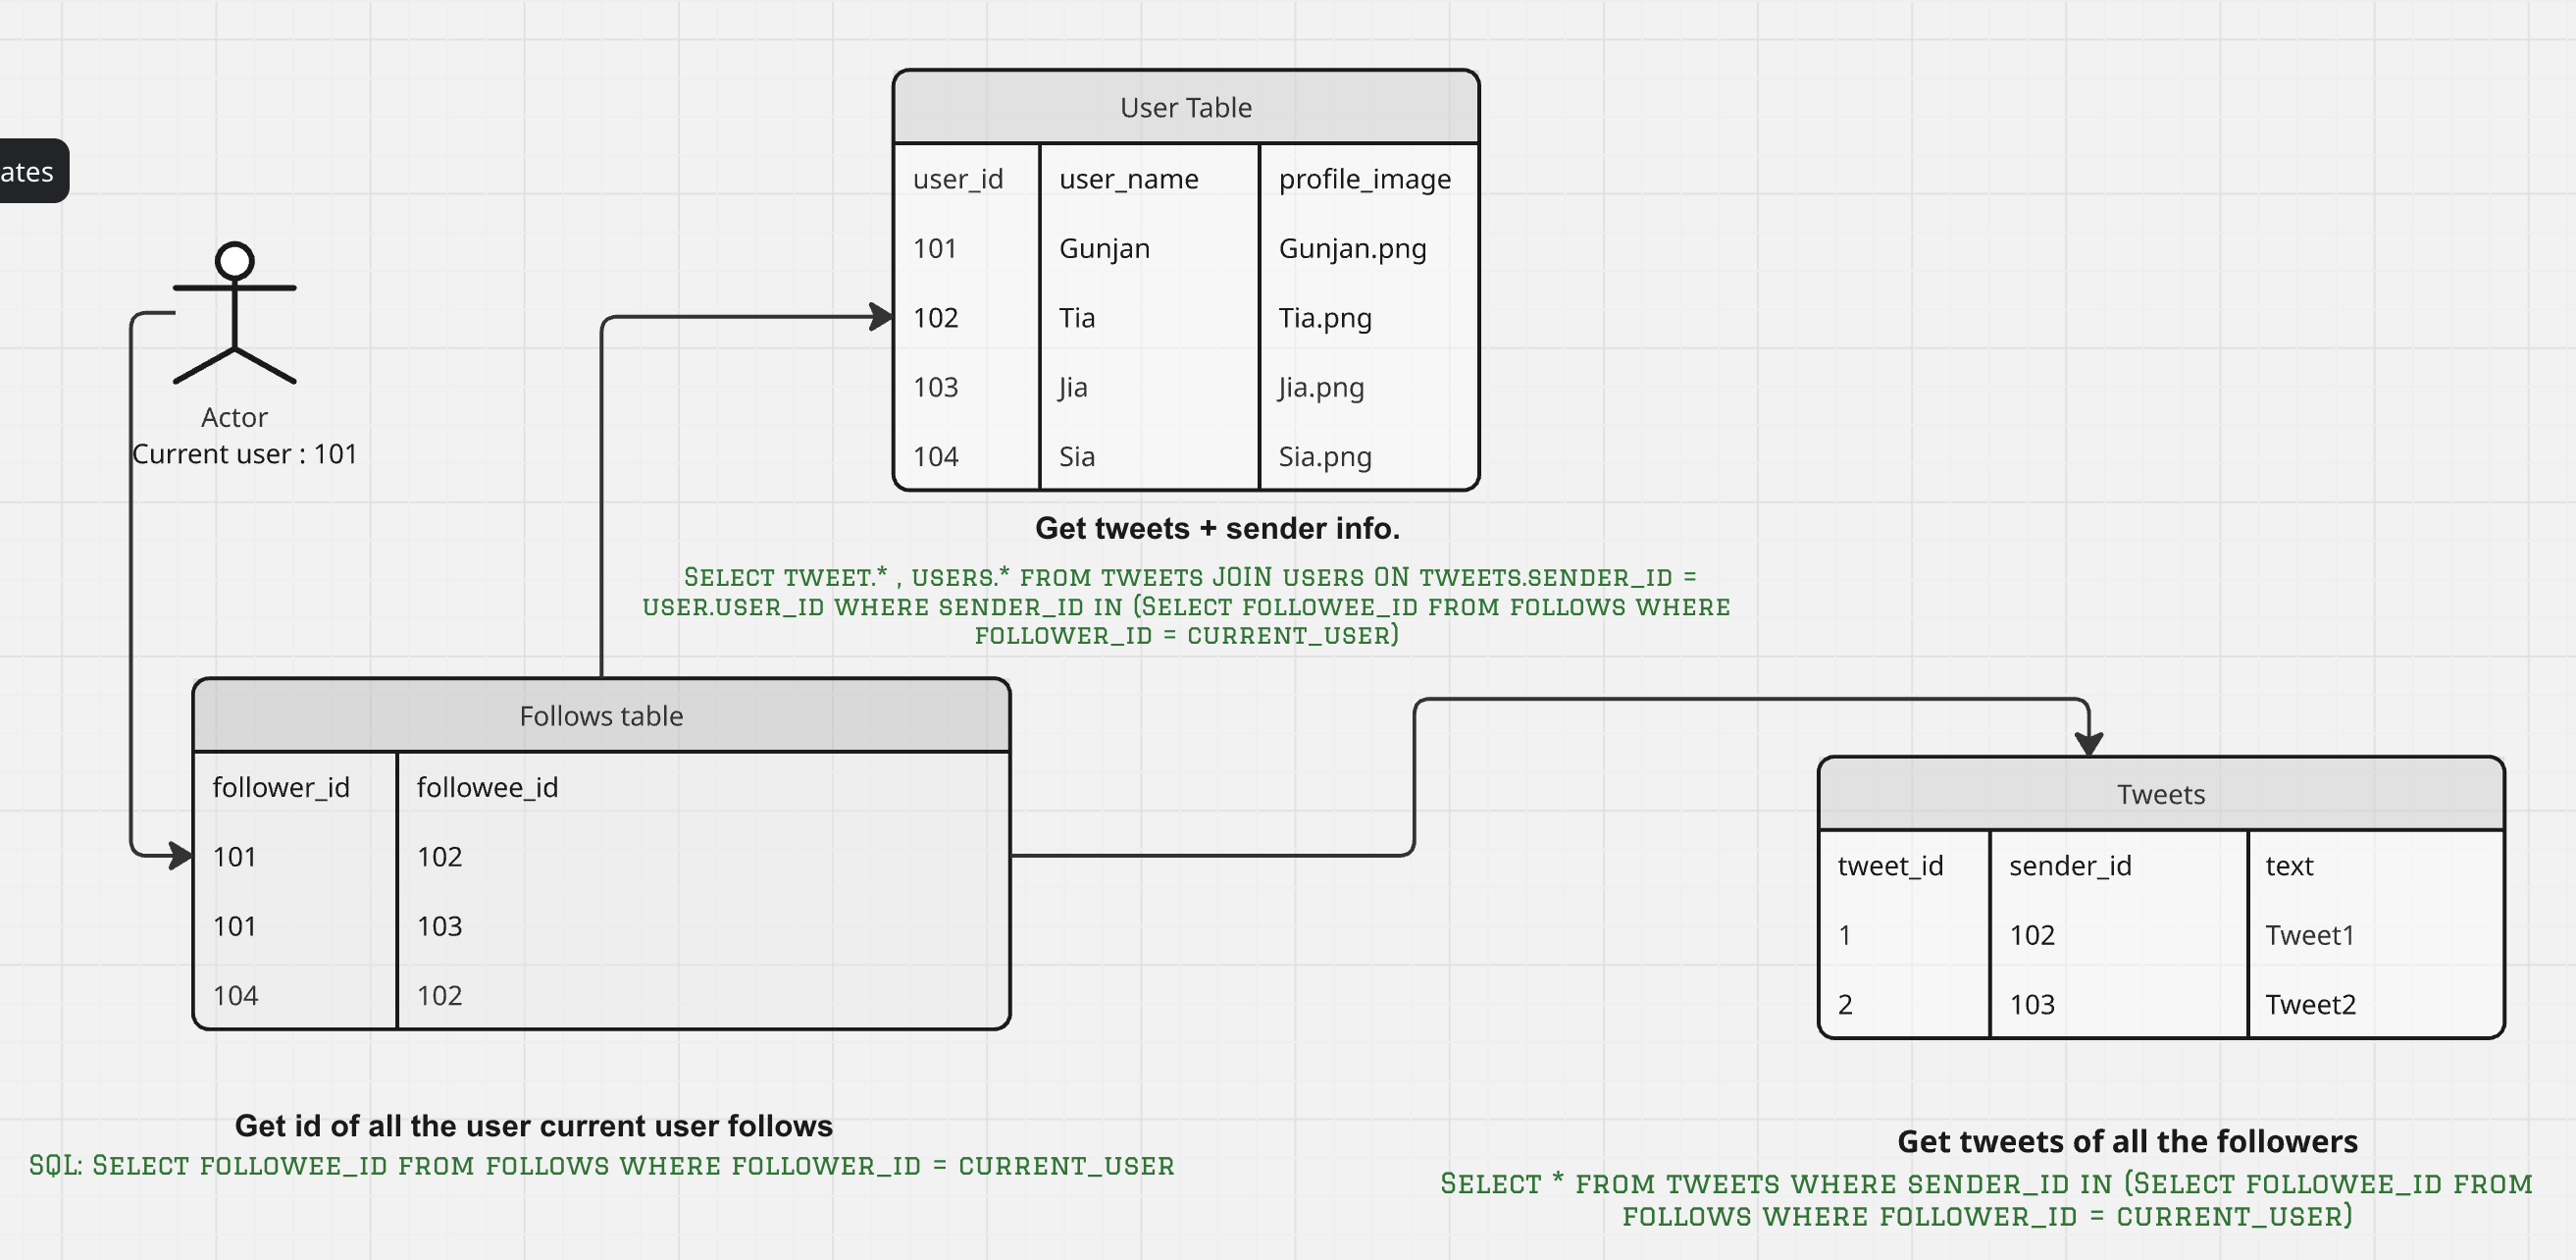 User Table
user_id user_name profile_image
ates
101 Gunjan Gunjan.png
102 Tia Tia.png
103 Jia Jia.png
104 Sia Sia.png
Actor
Current user : 101
Get tweets + sender info.
Select tweet.* , users.* from tweets JOIN users ON tweets.sender_id =
user.user_id where sender_id in (Select followee_id from follows where
follower_id = current_user)
Follows table
follower_id followee_id
101 102
101 103
104 102
Tweets
tweet_id sender_id text
1 102 Tweet1
2 103 Tweet2
Get id of all the user current user follows
SQL: Select followee_id from follows where follower_id = current_user
Get tweets of all the followers
Select * from tweets where sender_id in (Select followee_id from
follows where follower_id = current_user)